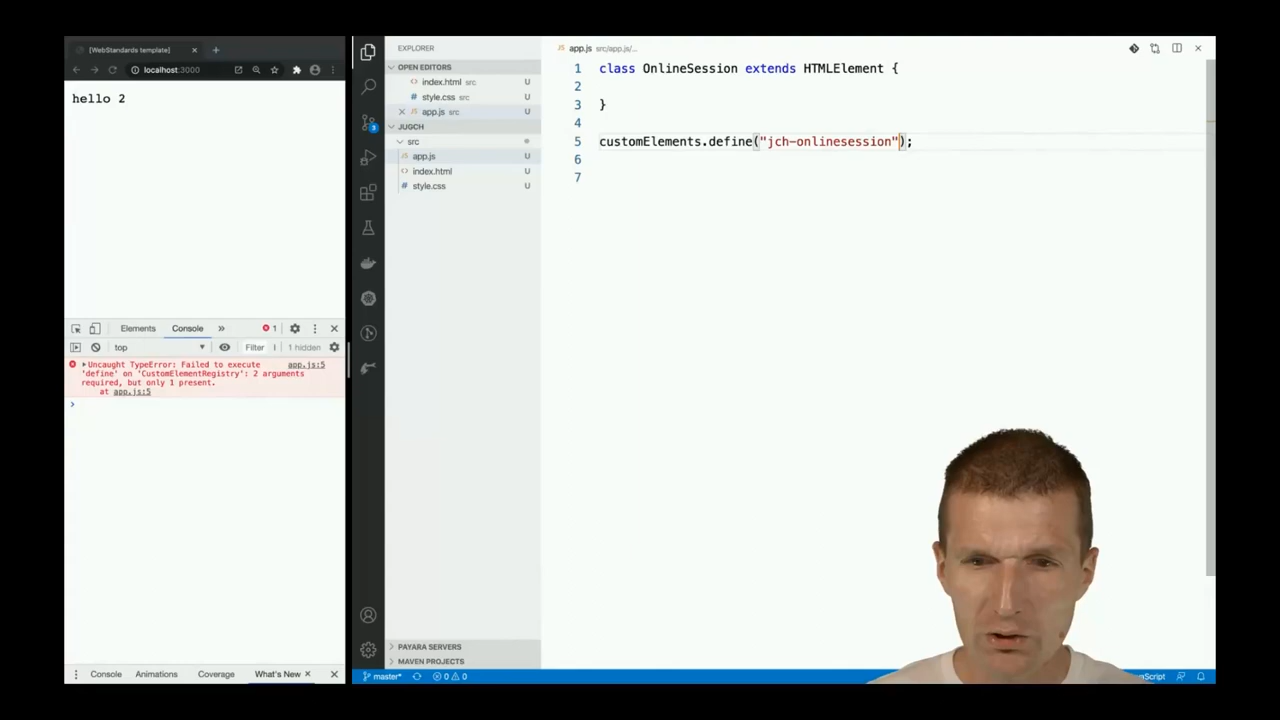 [WebStandards template]
localhost:3000
hello 2
Elements
Console
1
top
Filter
1 hidden
Uncaught TypeError: Failed to execute app.js:5
'define' on 'CustomElementRegistry': 2 arguments
required, but only 1 present.
at app.js:5
Console
Animations
Coverage
What's New
EXPLORER
OPEN EDITORS
index.html src U
style.css src U
app.js src U
JUGCH
src
app.js U
index.html U
style.css U
PAYARA SERVERS
MAVEN PROJECTS
3
app.js src/app.js/...
1 class OnlineSession extends HTMLElement {
2
3 }
4
5 customElements.define("jch-onlinesession");
6
7
master*
0 0